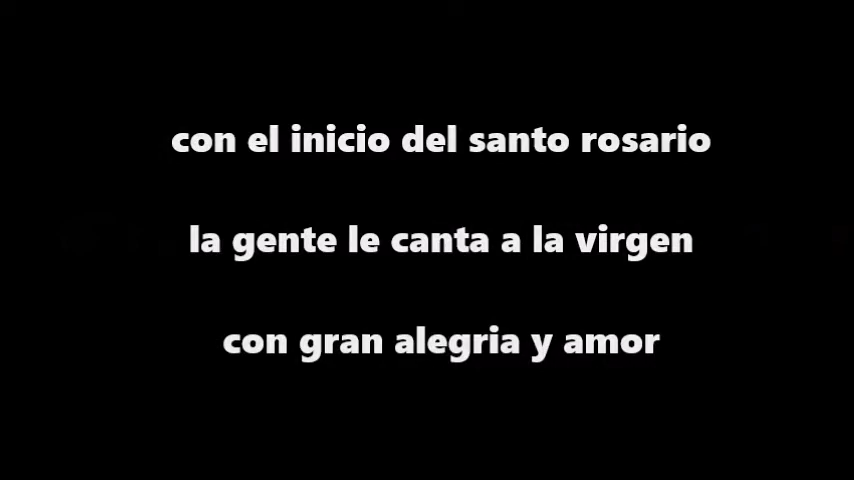 con el inicio del santo rosario
la gente le canta a la virgen
con gran alegria y amor